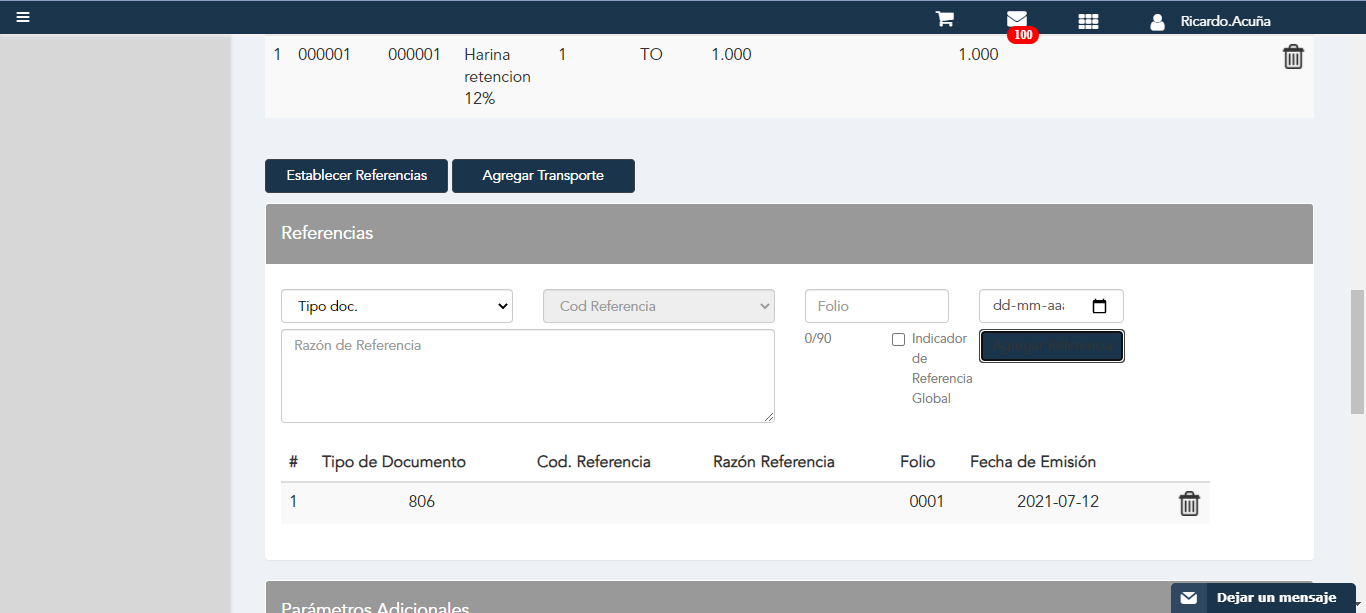 Ricardo.Acuña
100
1 000001 000001 Harina 1 TO 1.000 1.000
retencion
12%
Establecer Referencias Agregar Transporte
Referencias
Tipo doc. Cod Referencia Folio dd-mm-aa
Razón de Referencia 0/90 Indicador
de
Referencia
Global
# Tipo de Documento Cod. Referencia Razón Referencia Folio Fecha de Emisión
1 806 0001 2021-07-12
Parámetros Adicionales
Dejar un mensaje